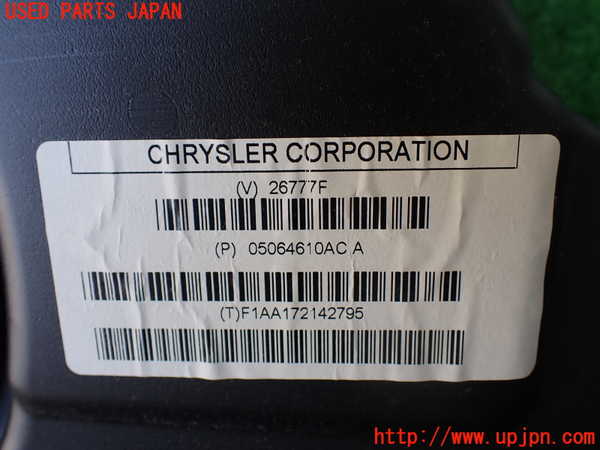 USED PARTS JAPAN
CHRYSLER CORPORATION
(V) 26777F
(P) 05064610AC A
(T)F1AA172142795
http://www.upjpn.com/